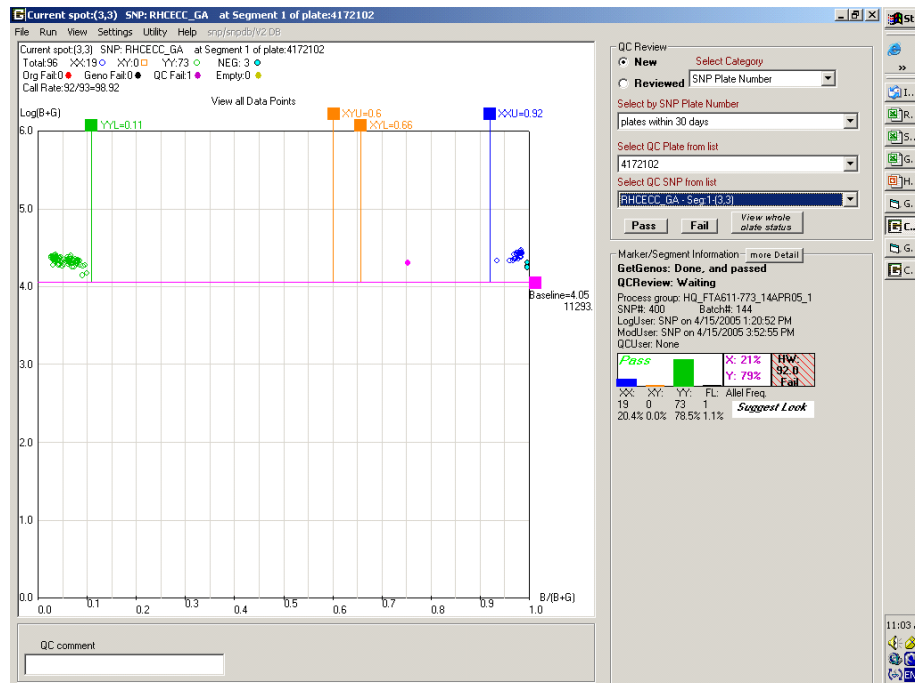 Current spot:(3,3) SNP: RHCECC_GA at Segment 1 of plate:4172102
File Run View Settings Utility Help snp/snpdb/V2 DB
Current spot:(3,3) SNP: RHCECC_GA at Segment 1 of plate:4172102
Total:96 XX:19 XY:0 YY:73 NEG: 3
Org Fail:0 Geno Fail:0 QC Fail:1 Empty:0
Call Rate:92/93=98.92
View all Data Points
Log(B+G)
6.0
5.0
4.0
3.0
2.0
1.0
0.0
YYL=0.11
XYU=0.6
XYL=0.66
XXU=0.92
Baseline=4.05
11293.
B/(B+G)
0.0 0.1 0.2 0.3 0.4 0.5 0.6 0.7 0.8 0.9 1.0
QC comment
QC Review
New
Reviewed
Select Category
SNP Plate Number
Select by SNP Plate Number
plates within 30 days
Select QC Plate from list
4172102
Select QC SNP from list
RHCECC_GA - Seg:1-(3,3)
Pass
Fail
View whole
plate status
Marker/Segment Information
more Detail
GetGenos: Done, and passed
QCReview: Waiting
Process group: HQ_FTA611-773_14APR05_1
SNP#: 400 Batch#: 144
LogUser: SNP on 4/15/2005 1:20:52 PM
ModUser: SNP on 4/15/2005 3:52:55 PM
QCUser: None
Pass
X: 21%
Y: 79%
HW:
92.0
Fail
XX: XY: YY: FL: Allel Freq.
19 0 73 1
20.4% 0.0% 78.5% 1.1%
Suggest Look
St
»
I..
R.
S..
G.
H.
G.
C..
G.
C.
11:03
EN